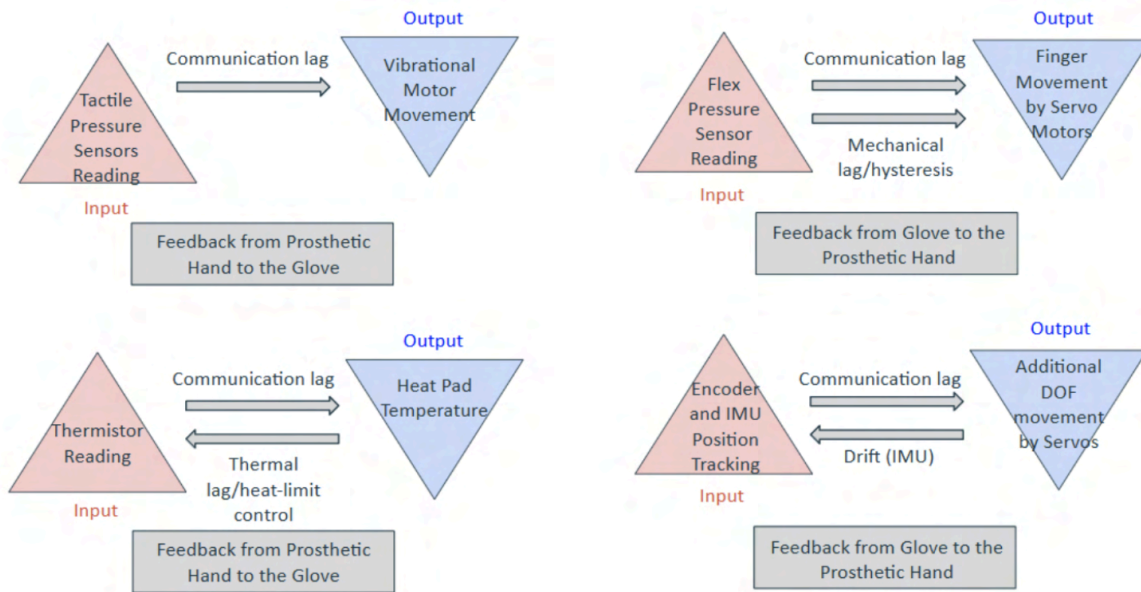 Output
Communication lag
Tactile
Pressure
Sensors
Reading
Vibrational
Motor
Movement
Input
Feedback from Prosthetic
Hand to the Glove
Output
Communication lag
Flex
Pressure
Sensor
Reading
Mechanical
lag/hysteresis
Finger
Movement
by Servo
Motors
Input
Feedback from Glove to the
Prosthetic Hand
Output
Communication lag
Thermistor
Reading
Thermal
lag/heat-limit
control
Heat Pad
Temperature
Input
Feedback from Prosthetic
Hand to the Glove
Output
Communication lag
Encoder
and IMU
Position
Tracking
Drift (IMU)
Additional
DOF
movement
by Servos
Input
Feedback from Glove to the
Prosthetic Hand